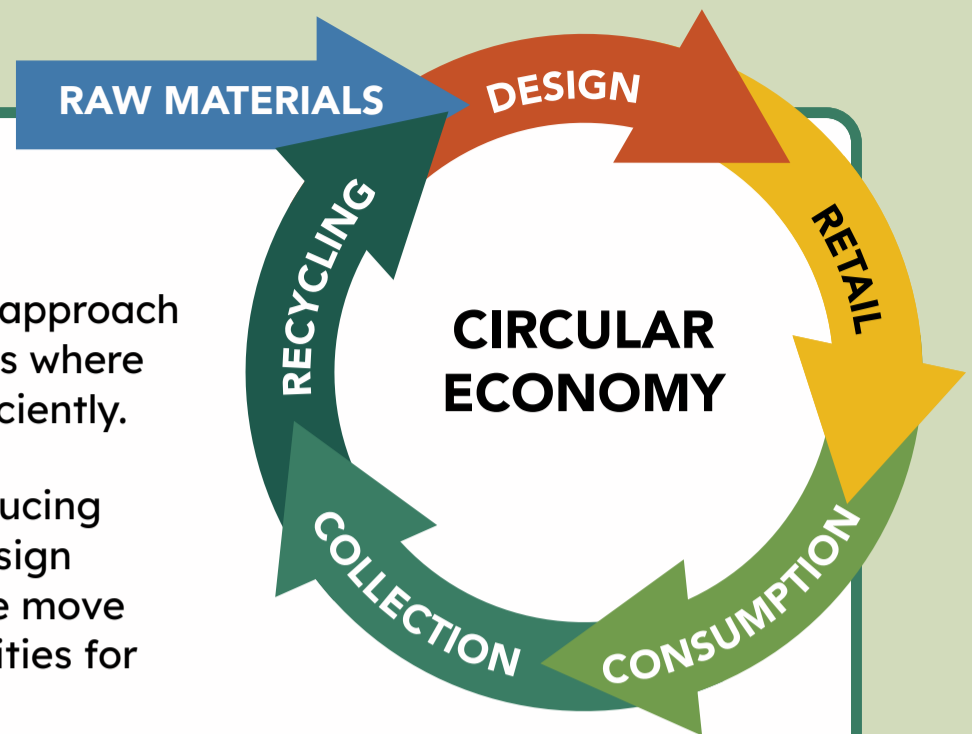 RAW MATERIALS
DESIGN
RETAIL
CONSUMPTION
COLLECTION
RECYCLING
CIRCULAR
ECONOMY
approach
s where
ciently.
ucing
sign
e move
ities for